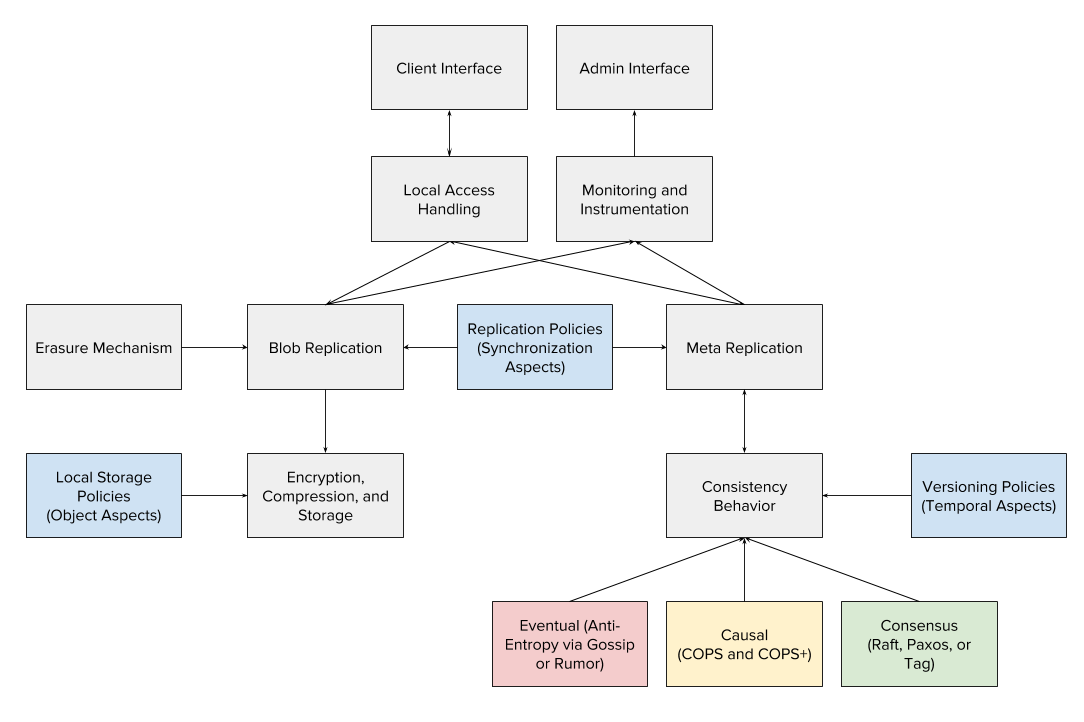 Client Interface
Admin Interface
Local Access
Handling
Monitoring and
Instrumentation
Erasure Mechanism
Blob Replication
Replication Policies
(Synchronization
Aspects)
Meta Replication
Local Storage
Policies
(Object Aspects)
Encryption,
Compression, and
Storage
Consistency
Behavior
Versioning Policies
(Temporal Aspects)
Eventual (Anti-
Entropy via Gossip
or Rumor)
Causal
(COPS and COPS+)
Consensus
(Raft, Paxos, or
Tag)